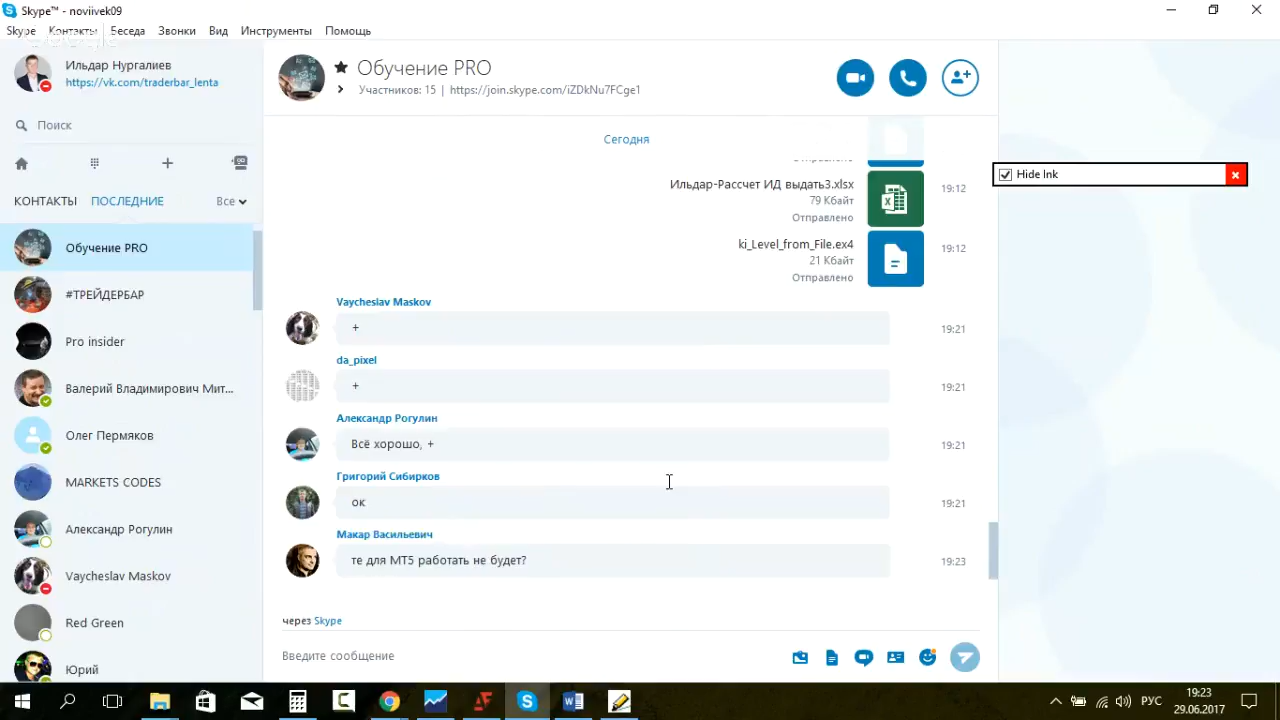 Skype™ - noviivek09
Skype Контакты Беседа Звонки Вид Инструменты Помощь
Ильдар Нургалиев
https://vk.com/traderbar_lenta
Поиск
КОНТАКТЫ ПОСЛЕДНИЕ Все
Обучение PRO
#ТРЕЙДЕРБАР
Pro insider
Валерий Владимирович Мит...
Олег Пермяков
MARKETS CODES
Александр Рогулин
Vaycheslav Maskov
Red Green
Юрий
Обучение PRO
Участников: 15 | https://join.skype.com/iZDkNu7FCge1
Сегодня
Отправлено
Ильдар-Рассчет ИД выдать3.xlsx 19:12
79 Кбайт
Отправлено
ki_Level_from_File.ex4 19:12
21 Кбайт
Отправлено
Vaycheslav Maskov
+ 19:21
da_pixel
+ 19:21
Александр Рогулин
Всё хорошо, + 19:21
Григорий Сибирков
ок 19:21
Макар Васильевич
те для МТ5 работать не будет? 19:23
через Skype
Введите сообщение
Hide Ink
РУС
19:23
29.06.2017